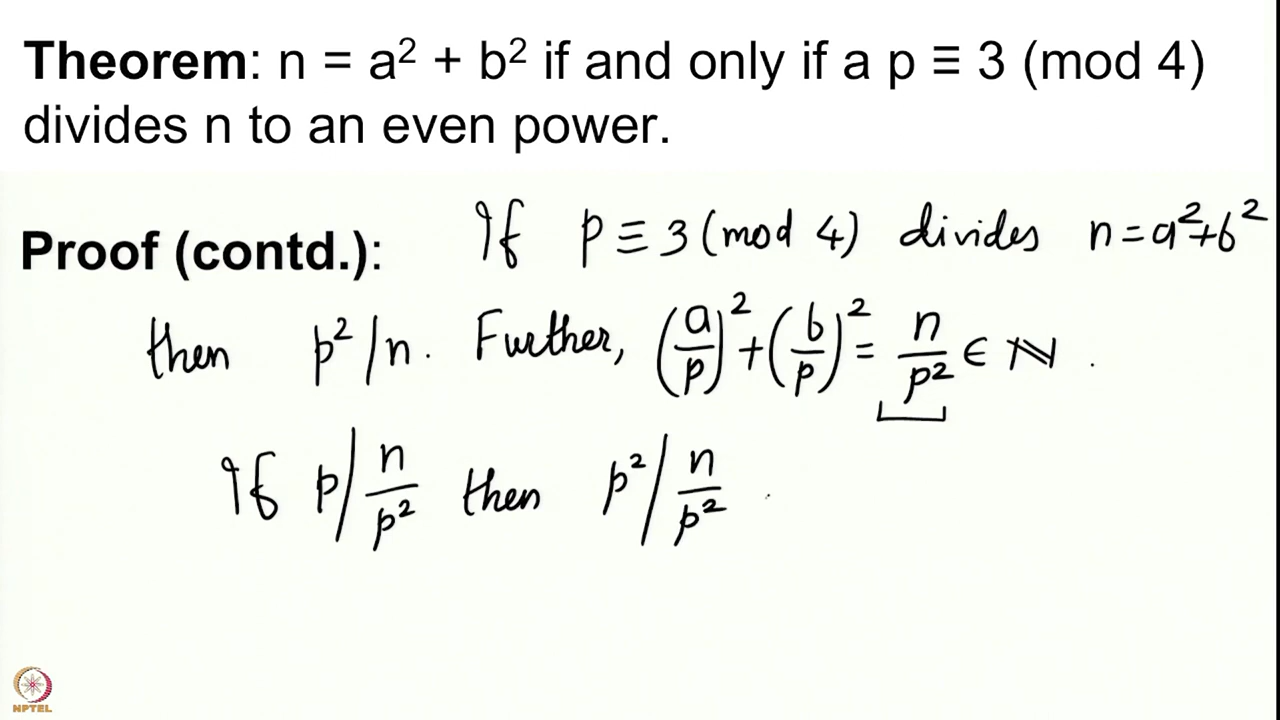 Theorem: n = a² + b² if and only if a p ≡ 3 (mod 4)
divides n to an even power.
Proof (contd.): If p ≡ 3 (mod 4) divides n = a² + b²
then p² | n. Further, (a/p)² + (b/p)² = n/p² ∈ ℕ.
If p | n/p² then p² | n/p².
NPTEL